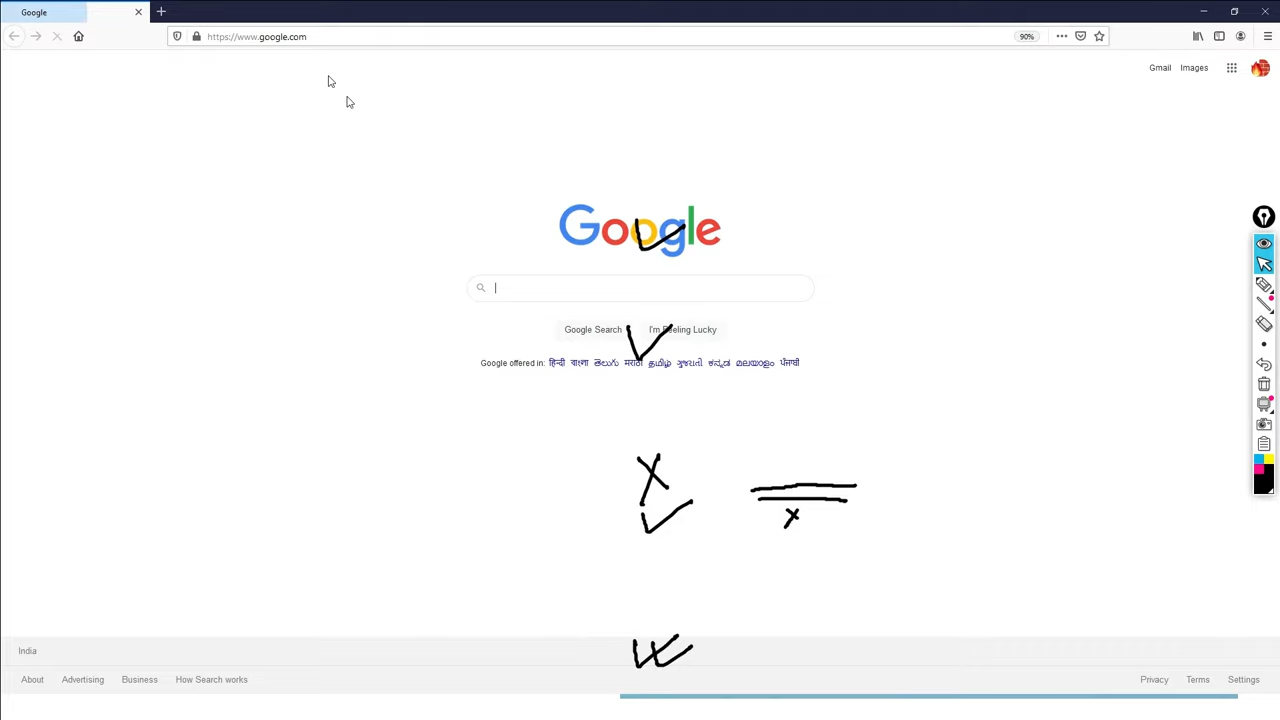 Google
https://www.google.com
90%
Gmail Images
Google
Google Search I'm Feeling Lucky
Google offered in: हिन्दी বাংলা తెలుగు मराठी தமிழ் ગુજરાતી ಕನ್ನಡ മലയാളം ਪੰਜਾਬੀ
X
x
India
About Advertising Business How Search works
Privacy Terms Settings